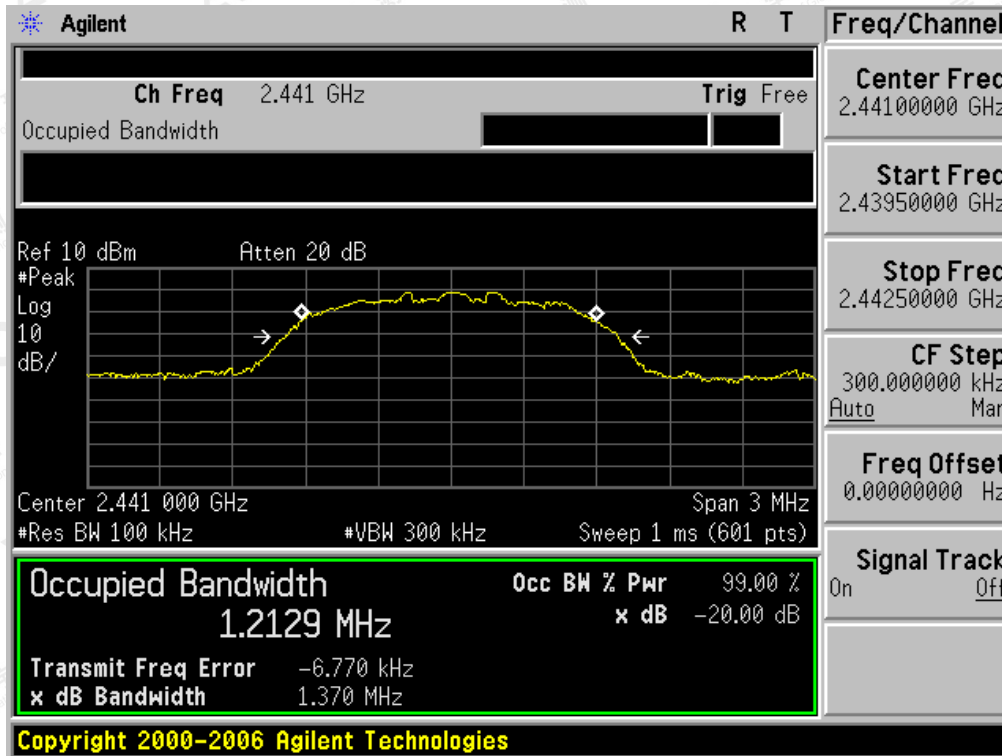 Agilent R T
Ch Freq 2.441 GHz Trig Free
Occupied Bandwidth
Ref 10 dBm Atten 20 dB
#Peak
Log
10
dB/
Center 2.441 000 GHz Span 3 MHz
#Res BW 100 kHz #VBW 300 kHz Sweep 1 ms (601 pts)
Occupied Bandwidth
1.2129 MHz
Occ BW % Pwr 99.00 %
x dB -20.00 dB
Transmit Freq Error -6.770 kHz
x dB Bandwidth 1.370 MHz
Copyright 2000-2006 Agilent Technologies
Freq/Channel
Center Freq
2.44100000 GHz
Start Freq
2.43950000 GHz
Stop Freq
2.44250000 GHz
CF Step
300.000000 kHz
Auto Man
Freq Offset
0.00000000 Hz
Signal Track
On Off